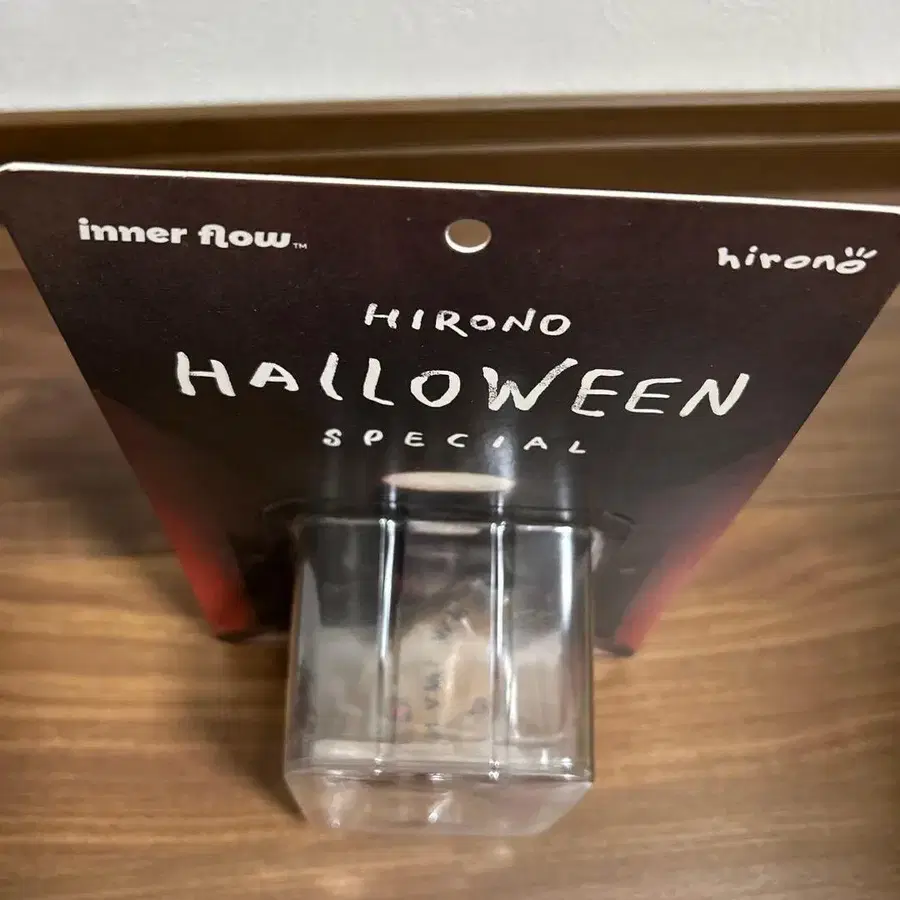 inner flow™
hirono
HIRONO
HALLOWEEN
SPECIAL